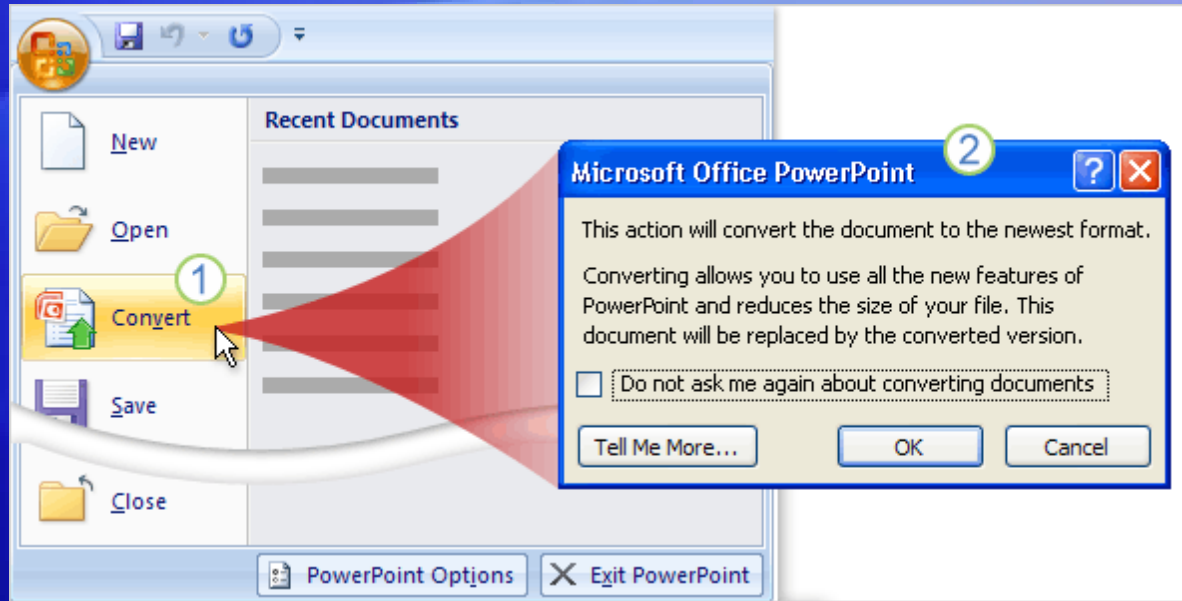 New
Open
1
Convert
Save
Close
Recent Documents
PowerPoint Options
Exit PowerPoint
2
Microsoft Office PowerPoint
?
This action will convert the document to the newest format.
Converting allows you to use all the new features of
PowerPoint and reduces the size of your file. This
document will be replaced by the converted version.
Do not ask me again about converting documents
Tell Me More...
OK
Cancel